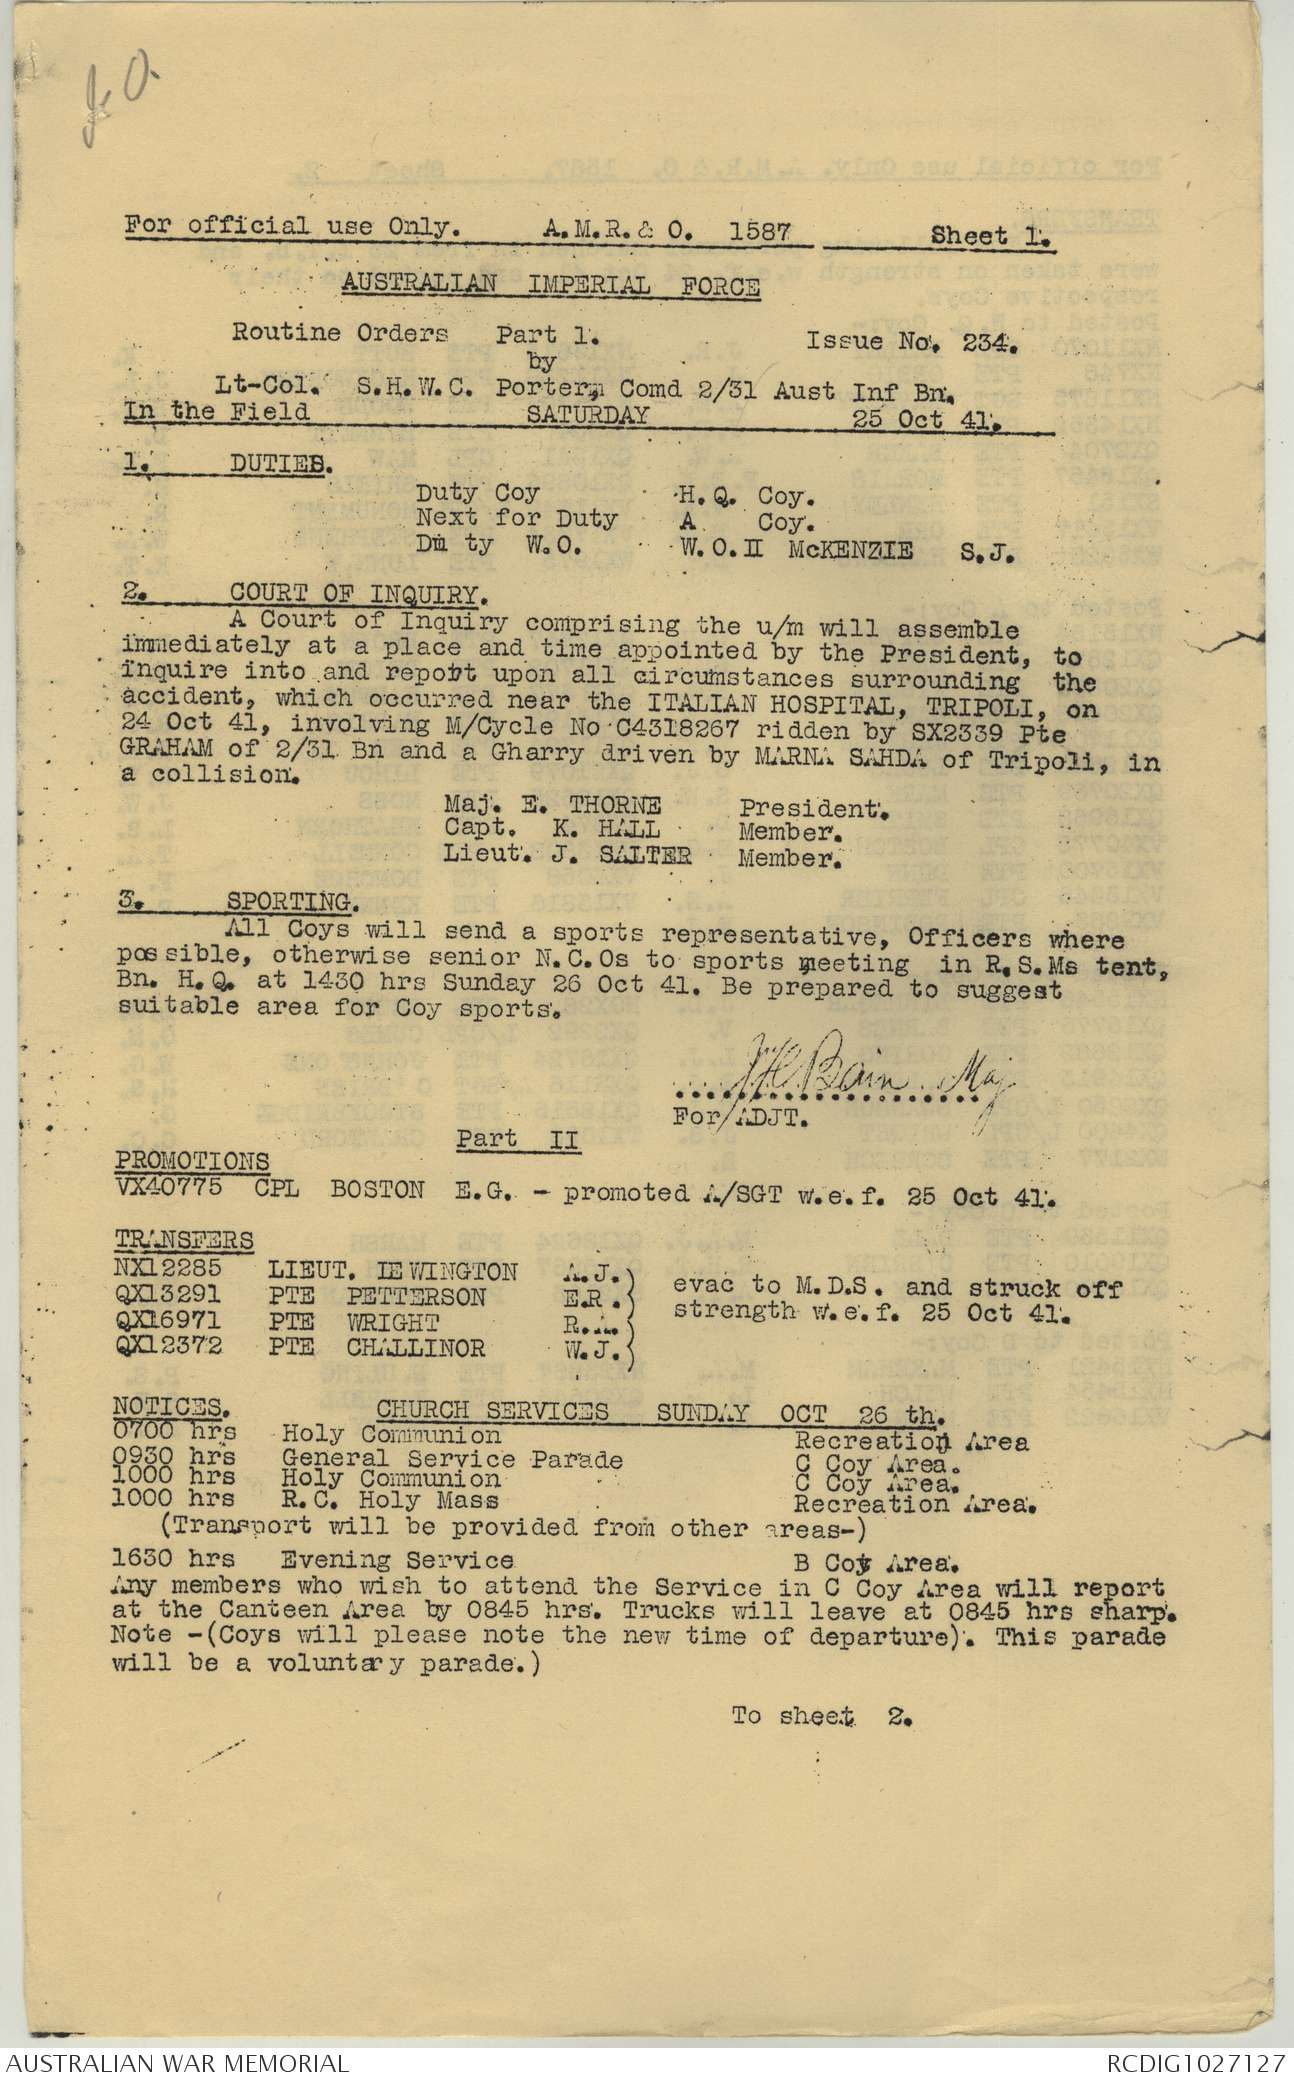 J.O.
For official use Only. A.M.R.& O. 1587 Sheet 1.
AUSTRALIAN IMPERIAL FORCE
Routine Orders Part 1. Issue No. 234.
by
Lt-Col. S.H.W.C. Porter, Comd 2/31 Aust Inf Bn.
In the Field SATURDAY 25 Oct 41.
1. DUTIES.
Duty Coy H.Q. Coy.
Next for Duty A Coy.
Duty W.O. W.O.II McKENZIE S.J.
2. COURT OF INQUIRY.
A Court of Inquiry comprising the u/m will assemble
immediately at a place and time appointed by the President, to
inquire into and report upon all circumstances surrounding the
accident, which occurred near the ITALIAN HOSPITAL, TRIPOLI, on
24 Oct 41, involving M/Cycle No C4318267 ridden by SX2339 Pte
GRAHAM of 2/31 Bn and a Gharry driven by MARNA SAHDA of Tripoli, in
a collision.
Maj. E. THORNE President.
Capt. K. HALL Member.
Lieut. J. SALTER Member.
3. SPORTING.
All Coys will send a sports representative, Officers where
possible, otherwise senior N.C.Os to sports meeting in R.S.Ms tent,
Bn. H.Q. at 1430 hrs Sunday 26 Oct 41. Be prepared to suggest
suitable area for Coy sports.
Bain Maj
For/ADJT.
Part II
PROMOTIONS
VX40775 CPL BOSTON E.G. - promoted A/SGT w.e.f. 25 Oct 41.
TRANSFERS
NX12285 LIEUT. LEWINGTON A.J.)
QX13291 PTE PETTERSON E.R.) evac to M.D.S. and struck off
QX16971 PTE WRIGHT R.A.) strength w.e.f. 25 Oct 41.
QX12372 PTE CHALLINOR W.J.)
NOTICES. CHURCH SERVICES SUNDAY OCT 26 th.
0700 hrs Holy Communion Recreation Area
0930 hrs General Service Parade C Coy Area.
1000 hrs Holy Communion C Coy Area.
1000 hrs R.C. Holy Mass Recreation Area.
(Transport will be provided from other areas-)
1630 hrs Evening Service B Coy Area.
Any members who wish to attend the Service in C Coy Area will report
at the Canteen Area by 0845 hrs. Trucks will leave at 0845 hrs sharp.
Note -(Coys will please note the new time of departure). This parade
will be a voluntary parade.)
To sheet 2.
AUSTRALIAN WAR MEMORIAL RCDIG1027127